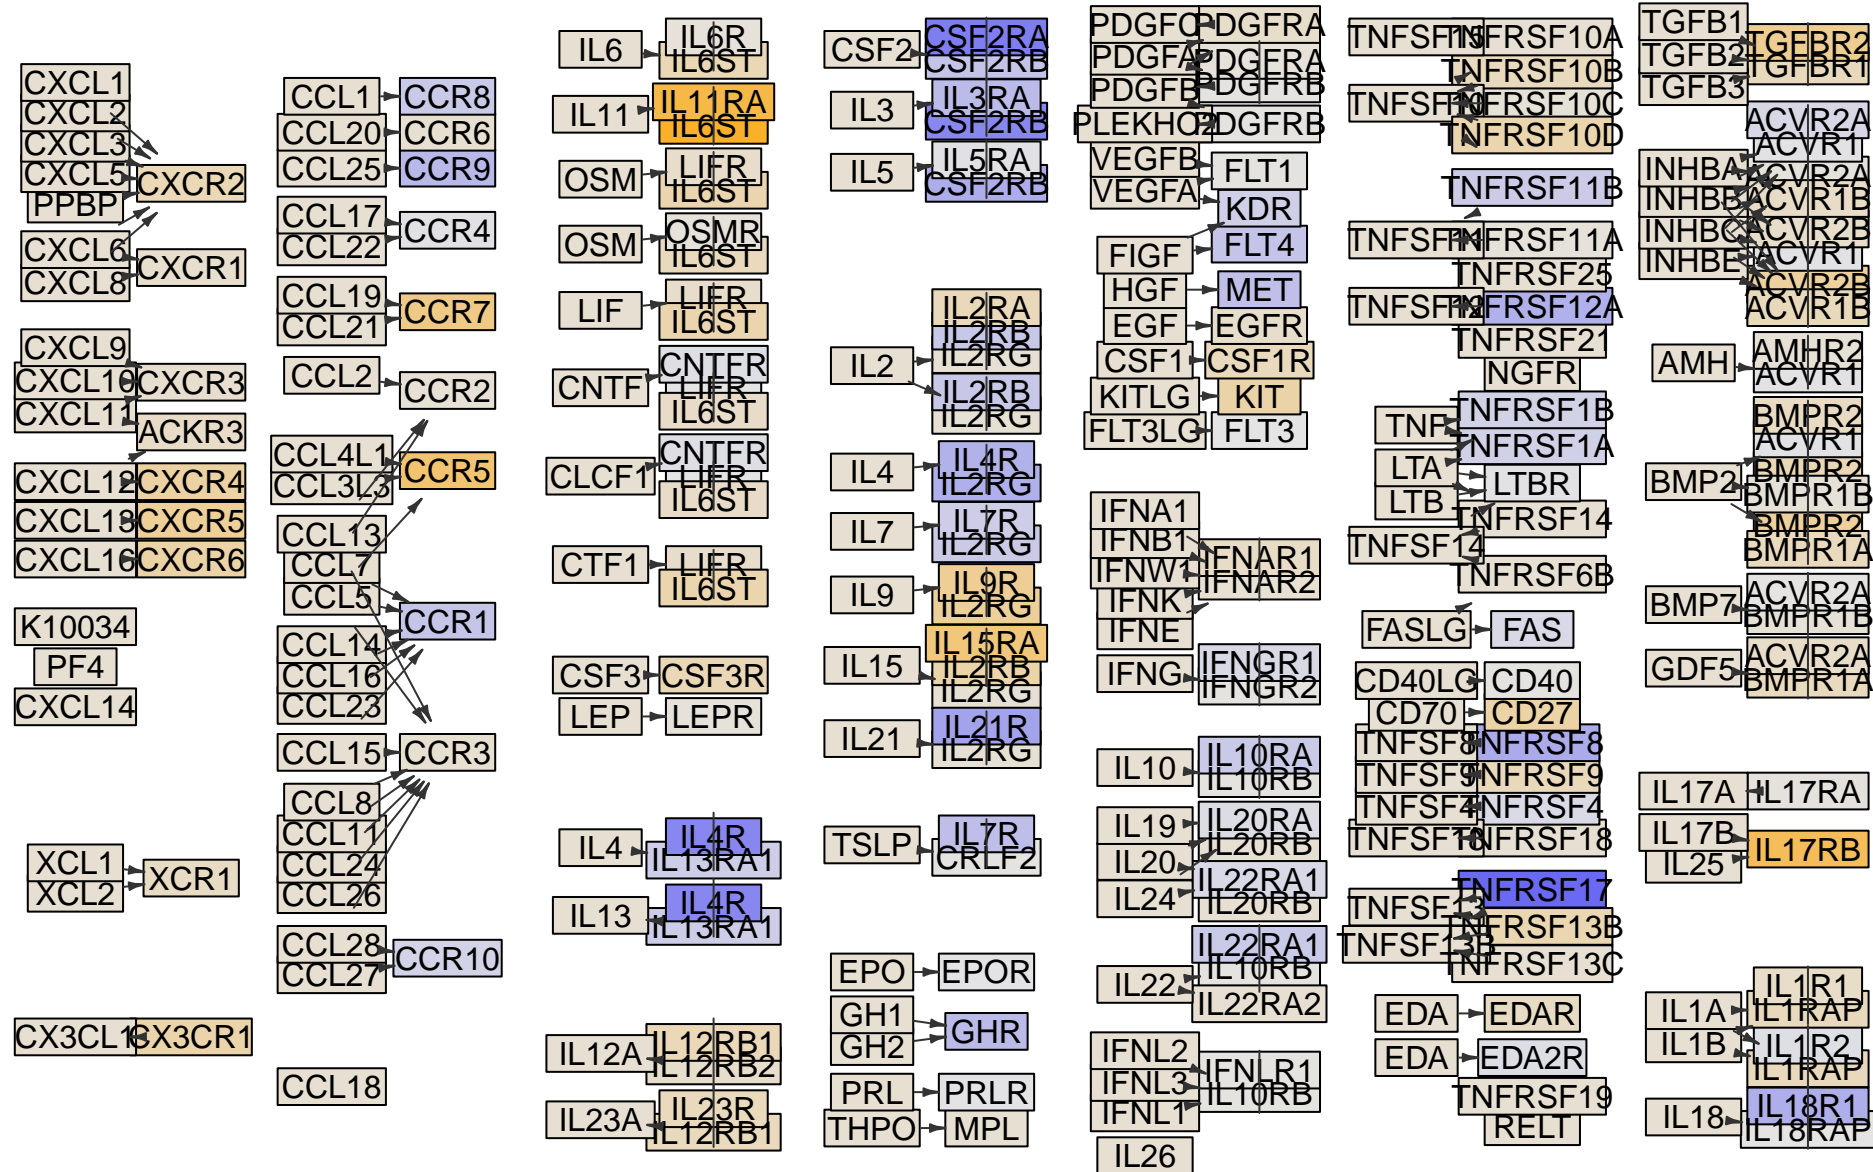 CXCL1
CXCL2
CXCL3
CXCL5
PPBP
CXCR2
CXCL6
CXCL8
CXCR1
CXCL9
CXCL10
CXCL11
CXCR3
ACKR3
CXCL12
CXCR4
CXCL13
CXCR5
CXCL16
CXCR6
K10034
PF4
CXCL14
XCL1
XCL2
XCR1
CX3CL1
CX3CR1
CCL1
CCR8
CCL20
CCR6
CCL25
CCR9
CCL17
CCL22
CCR4
CCL19
CCL21
CCR7
CCL2
CCR2
CCL4L1
CCL3L3
CCR5
CCL13
CCL7
CCL5
CCR1
CCL14
CCL16
CCL23
CCL15
CCR3
CCL8
CCL11
CCL24
CCL26
CCL28
CCL27
CCR10
CCL18
IL6
IL6R
IL6ST
IL11
IL11RA
IL6ST
OSM
LIFR
IL6ST
OSM
OSMR
IL6ST
LIF
LIFR
IL6ST
CNTF
CNTFR
LIFR
IL6ST
CLCF1
CNTFR
LIFR
IL6ST
CTF1
LIFR
IL6ST
CSF3
CSF3R
LEP
LEPR
IL4
IL4R
IL13RA1
IL13
IL4R
IL13RA1
IL12A
IL12RB1
IL12RB2
IL23A
IL23R
IL12RB1
CSF2
CSF2RA
CSF2RB
IL3
IL3RA
CSF2RB
IL5
IL5RA
CSF2RB
IL2
IL2RA
IL2RB
IL2RG
IL2RB
IL2RG
IL4
IL4R
IL2RG
IL7
IL7R
IL2RG
IL9
IL9R
IL2RG
IL15
IL15RA
IL2RB
IL2RG
IL21
IL21R
IL2RG
TSLP
IL7R
CRLF2
EPO
EPOR
GH1
GH2
GHR
PRL
PRLR
THPO
MPL
PDGFC
PDGFRA
PDGFA
PDGFRA
PDGFRB
PDGFB
PLEKHO2
PDGFRB
VEGFB
VEGFA
FLT1
KDR
FLT4
FIGF
HGF
MET
EGF
EGFR
CSF1
CSF1R
KITLG
KIT
FLT3LG
FLT3
IFNA1
IFNB1
IFNW1
IFNK
IFNE
IFNAR1
IFNAR2
IFNG
IFNGR1
IFNGR2
IL10
IL10RA
IL10RB
IL19
IL20
IL24
IL20RA
IL20RB
IL22RA1
IL20RB
IL22
IL22RA1
IL10RB
IL22RA2
IFNL2
IFNL3
IFNL1
IFNLR1
IL10RB
IL26
TNFRSF10A
TNFRSF10B
TNFSF10
TNFRSF10C
TNFRSF10D
TNFRSF11B
TNFSF11
TNFRSF11A
TNFRSF25
TNFSF12
TNFRSF12A
TNFRSF21
NGFR
TNF
TNFRSF1B
TNFRSF1A
LTA
LTB
LTBR
TNFRSF14
TNFSF14
TNFRSF6B
FASLG
FAS
CD40LG
CD40
CD70
CD27
TNFSF8
TNFRSF8
TNFSF9
TNFRSF9
TNFSF4
TNFRSF4
TNFSF18
TNFRSF18
TNFRSF17
TNFSF13
TNFRSF13B
TNFSF13B
TNFRSF13C
EDA
EDAR
EDA
EDA2R
TNFRSF19
RELT
TGFB1
TGFB2
TGFB3
TGFBR2
TGFBR1
INHBA
INHBB
INHBC
INHBE
ACVR2A
ACVR1
ACVR2A
ACVR1B
ACVR2B
ACVR1
ACVR2B
ACVR1B
AMH
AMHR2
ACVR1
BMP2
BMPR2
ACVR1
BMPR2
BMPR1B
BMPR2
BMPR1A
BMP7
ACVR2A
BMPR1B
GDF5
ACVR2A
BMPR1A
IL17A
IL17RA
IL17B
IL25
IL17RB
IL1A
IL1B
IL1R1
IL1RAP
IL1R2
IL1RAP
IL18
IL18R1
IL18RAP